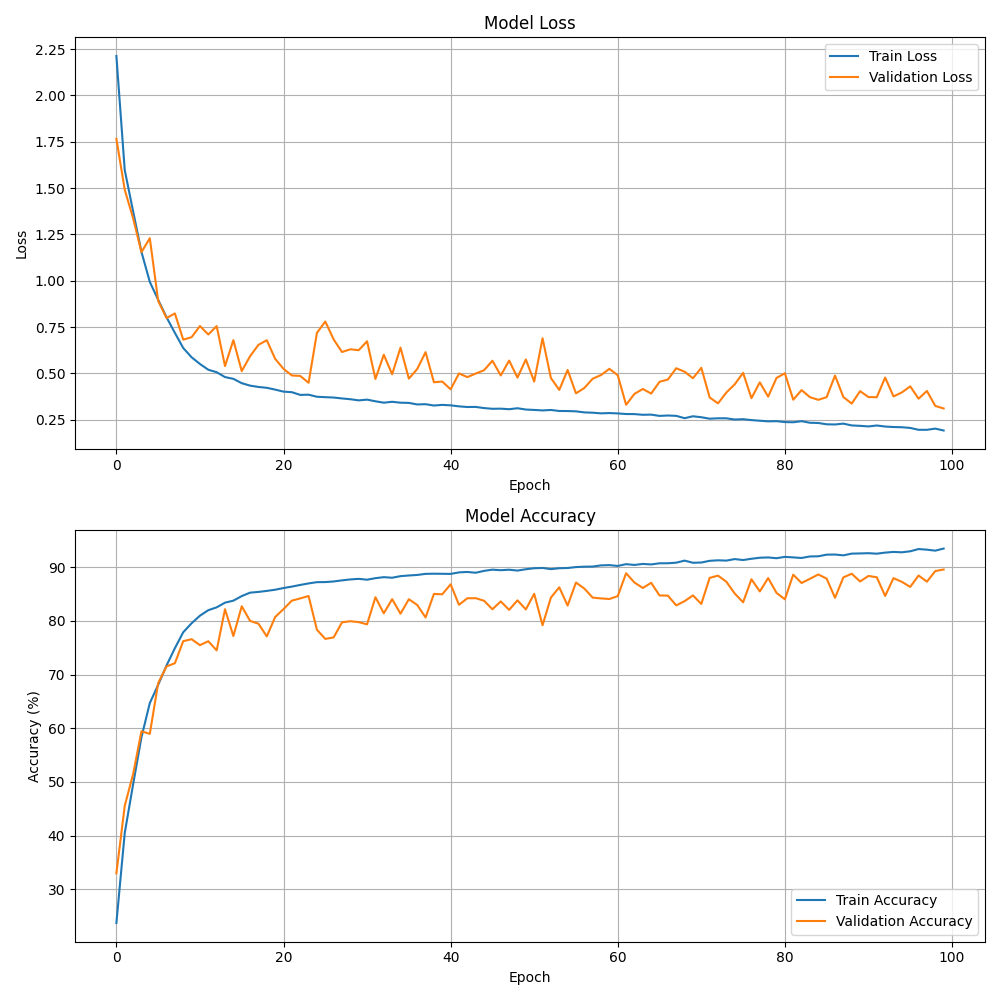 Model Loss
2.25
2.00
1.75
1.50
1.25
1.00
0.75
0.50
0.25
Loss
Train Loss
Validation Loss
0 20 40 60 80 100
Epoch
Model Accuracy
90
80
70
60
50
40
30
Accuracy (%)
Train Accuracy
Validation Accuracy
0 20 40 60 80 100
Epoch